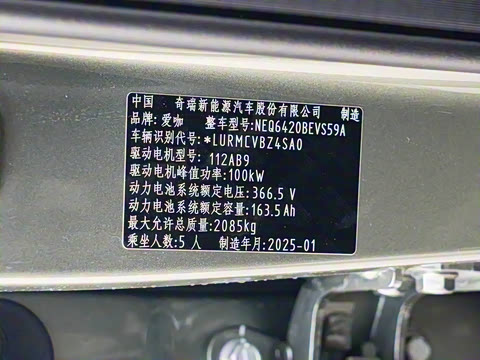 中国 奇瑞新能源汽车股份有限公司 制造
品牌: 爱咖 整车型号:NEQ6420BEVS59A
车辆识别代号:*LURMCVBZ4SA0
驱动电机型号: 112AB9
驱动电机峰值功率:100kW
动力电池系统额定电压:366.5V
动力电池系统额定容量:163.5Ah
最大允许总质量:2085kg
乘坐人数:5人 制造年月:2025-01